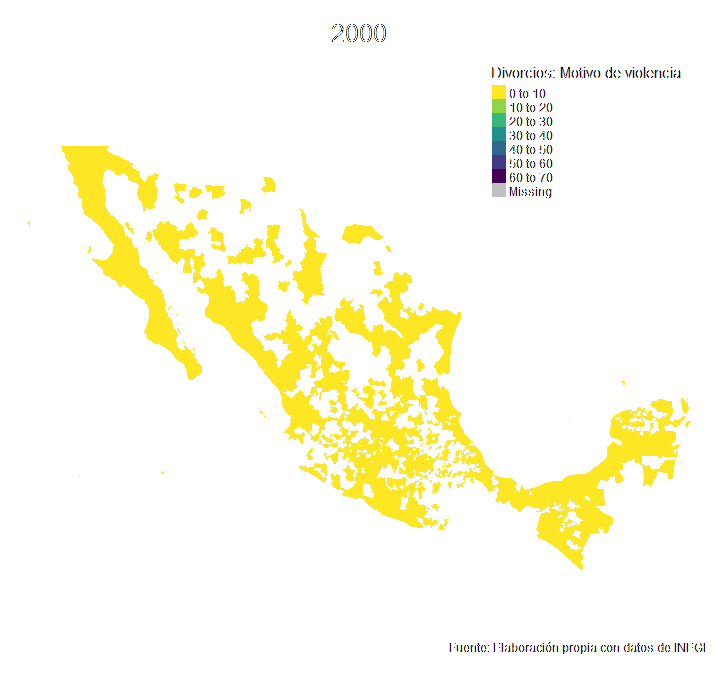 2000
Divorcios: Motivo de violencia
0 to 10
10 to 20
20 to 30
30 to 40
40 to 50
50 to 60
60 to 70
Missing
Fuente: Elaboración propia con datos de INEGI